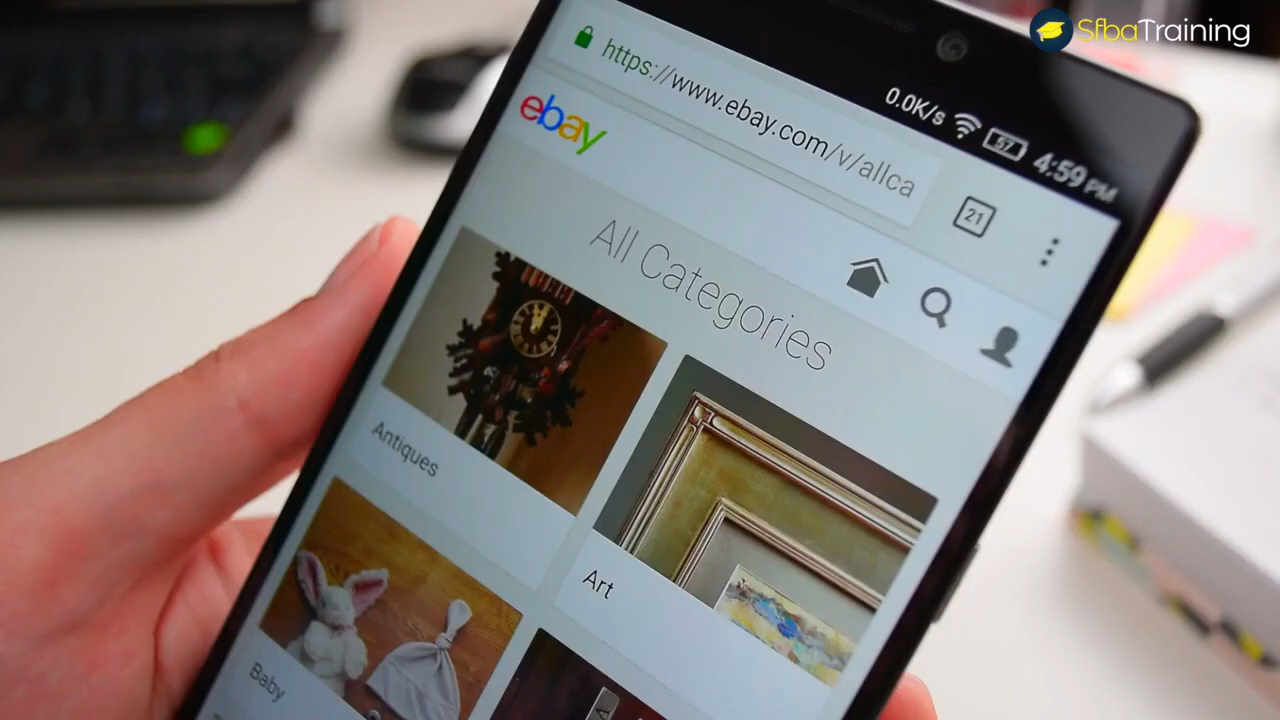 SfbaTraining
0.0K/s 57 4:59 PM
https://www.ebay.com/v/allca
21
ebay
All Categories
Antiques
Art
Baby